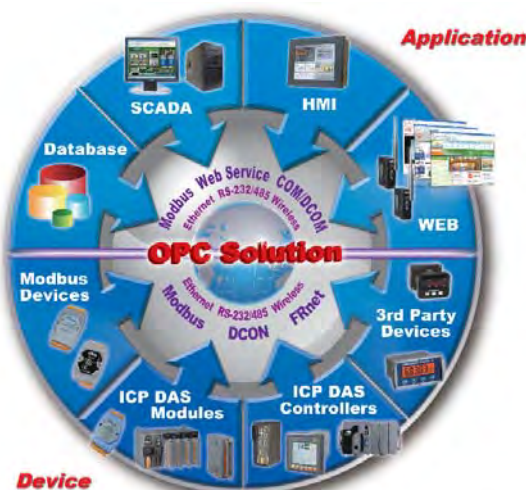 Application
SCADA
HMI
Database
WEB
Modbus Web Service COM/DCOM
Ethernet RS-232/485 Wireless
OPC Solution
Ethernet RS-232/485 Wireless
Modbus DCON FRnet
Modbus
Devices
3rd Party
Devices
ICP DAS
Modules
ICP DAS
Controllers
Device